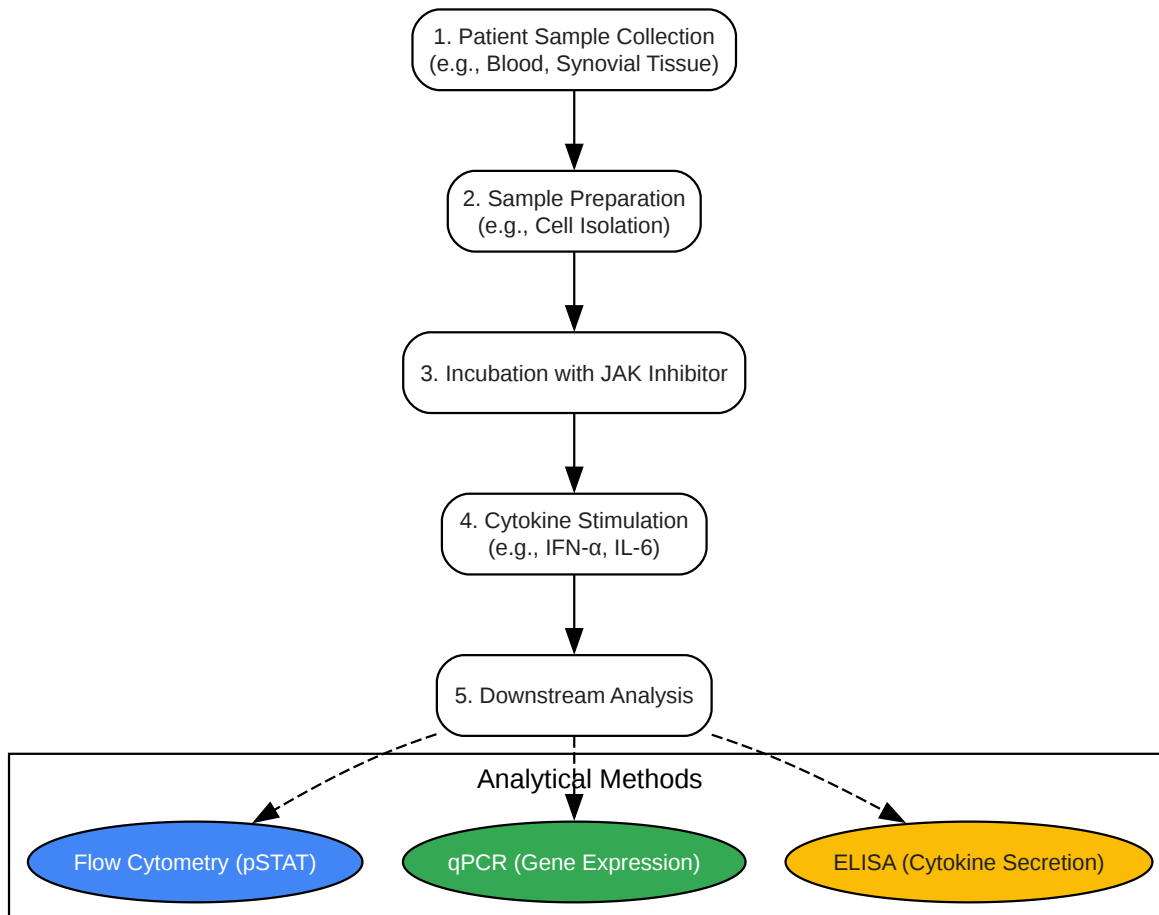 1. Patient Sample Collection
(e.g., Blood, Synovial Tissue)
2. Sample Preparation
(e.g., Cell Isolation)
3. Incubation with JAK Inhibitor
4. Cytokine Stimulation
(e.g., IFN-α, IL-6)
5. Downstream Analysis
Analytical Methods
Flow Cytometry (pSTAT)
qPCR (Gene Expression)
ELISA (Cytokine Secretion)